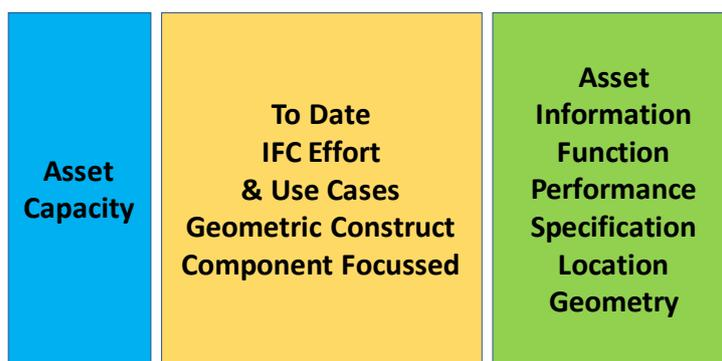 Asset
Capacity
To Date
IFC Effort
& Use Cases
Geometric Construct
Component Focussed
Asset
Information
Function
Performance
Specification
Location
Geometry